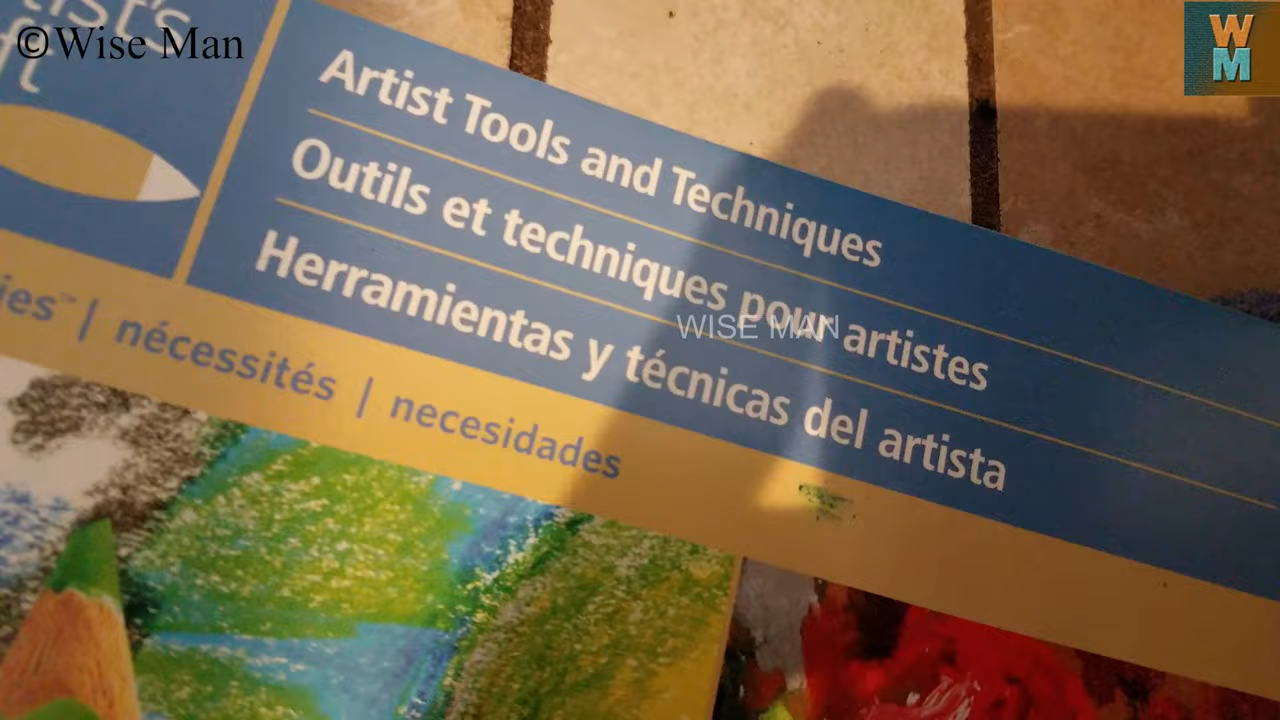 ©Wise Man
W
M
Artist Tools and Techniques
Outils et techniques pour artistes
Herramientas y técnicas del artista
WISE MAN
™ | nécessités | necesidades